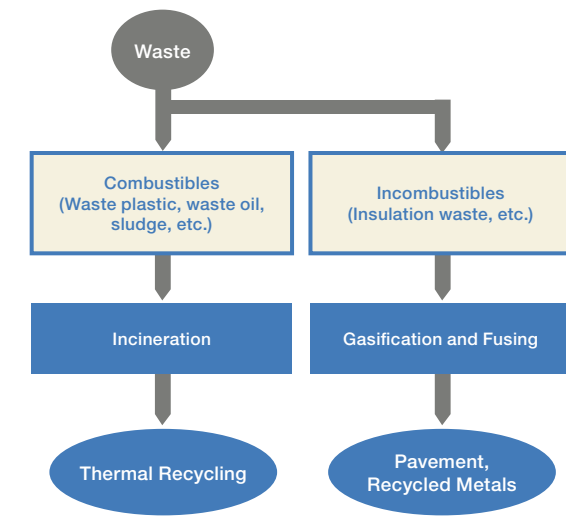 Waste
Combustibles
(Waste plastic, waste oil,
sludge, etc.)
Incombustibles
(Insulation waste, etc.)
Incineration
Gasification and Fusing
Thermal Recycling
Pavement,
Recycled Metals